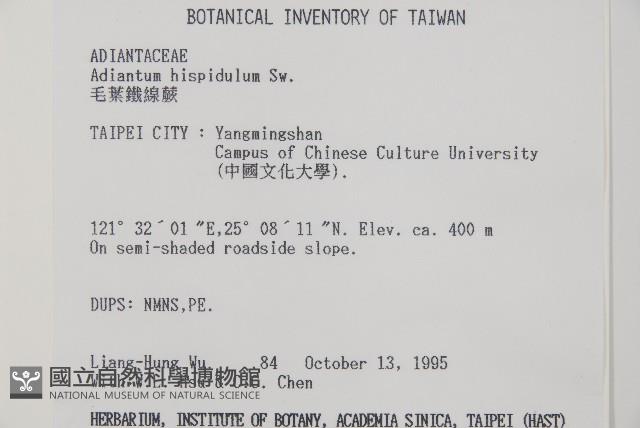 BOTANICAL INVENTORY OF TAIWAN
ADIANTACEAE
Adiantum hispidulum Sw.
毛葉鐵線蕨
TAIPEI CITY : Yangmingshan
Campus of Chinese Culture University
(中國文化大學).
121° 32´01 "E,25° 08´11 "N. Elev. ca. 400 m
On semi-shaded roadside slope.
DUPS: NMNS,PE.
Liang-Hung Wu 84 October 13, 1995
國立自然科學博物館
Chen
NATIONAL MUSEUM OF NATURAL SCIENCE
HERBARIUM, INSTITUTE OF BOTANY, ACADEMIA SINICA, TAIPEI (HAST)